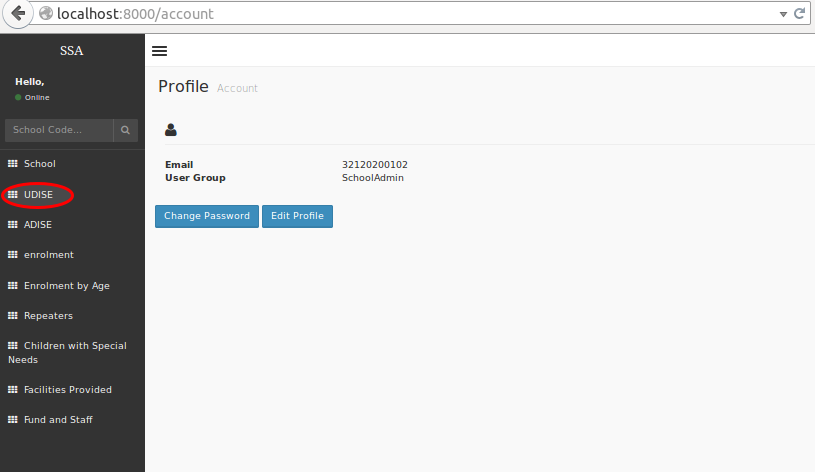 localhost:8000/account
SSA
Hello,
Online
School Code...
School
UDISE
ADISE
enrolment
Enrolment by Age
Repeaters
Children with Special
Needs
Facilities Provided
Fund and Staff
Profile Account
Email 32120200102
User Group SchoolAdmin
Change Password Edit Profile